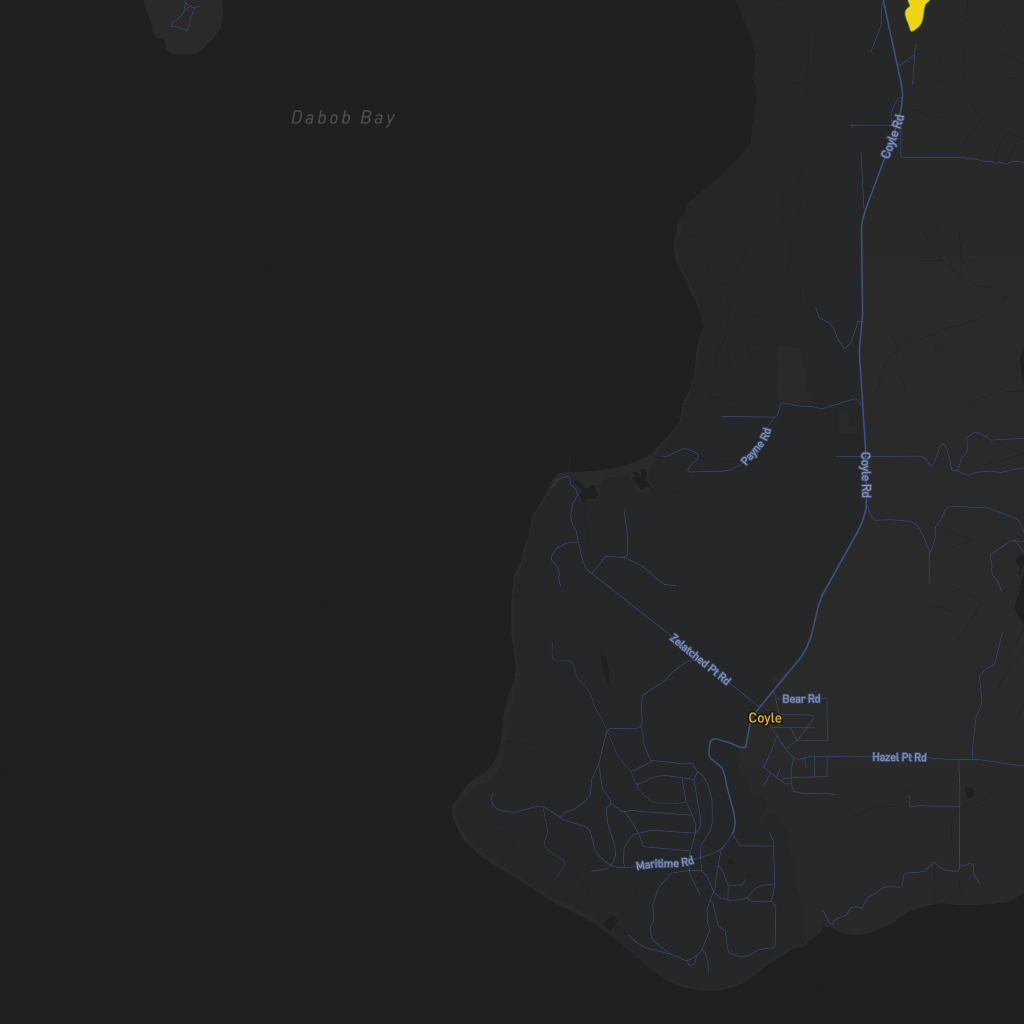 Dabob Bay
Coyle Rd
Payne Rd
Coyle Rd
Zelatched Pt Rd
Bear Rd
Coyle
Hazel Pt Rd
Maritime Rd